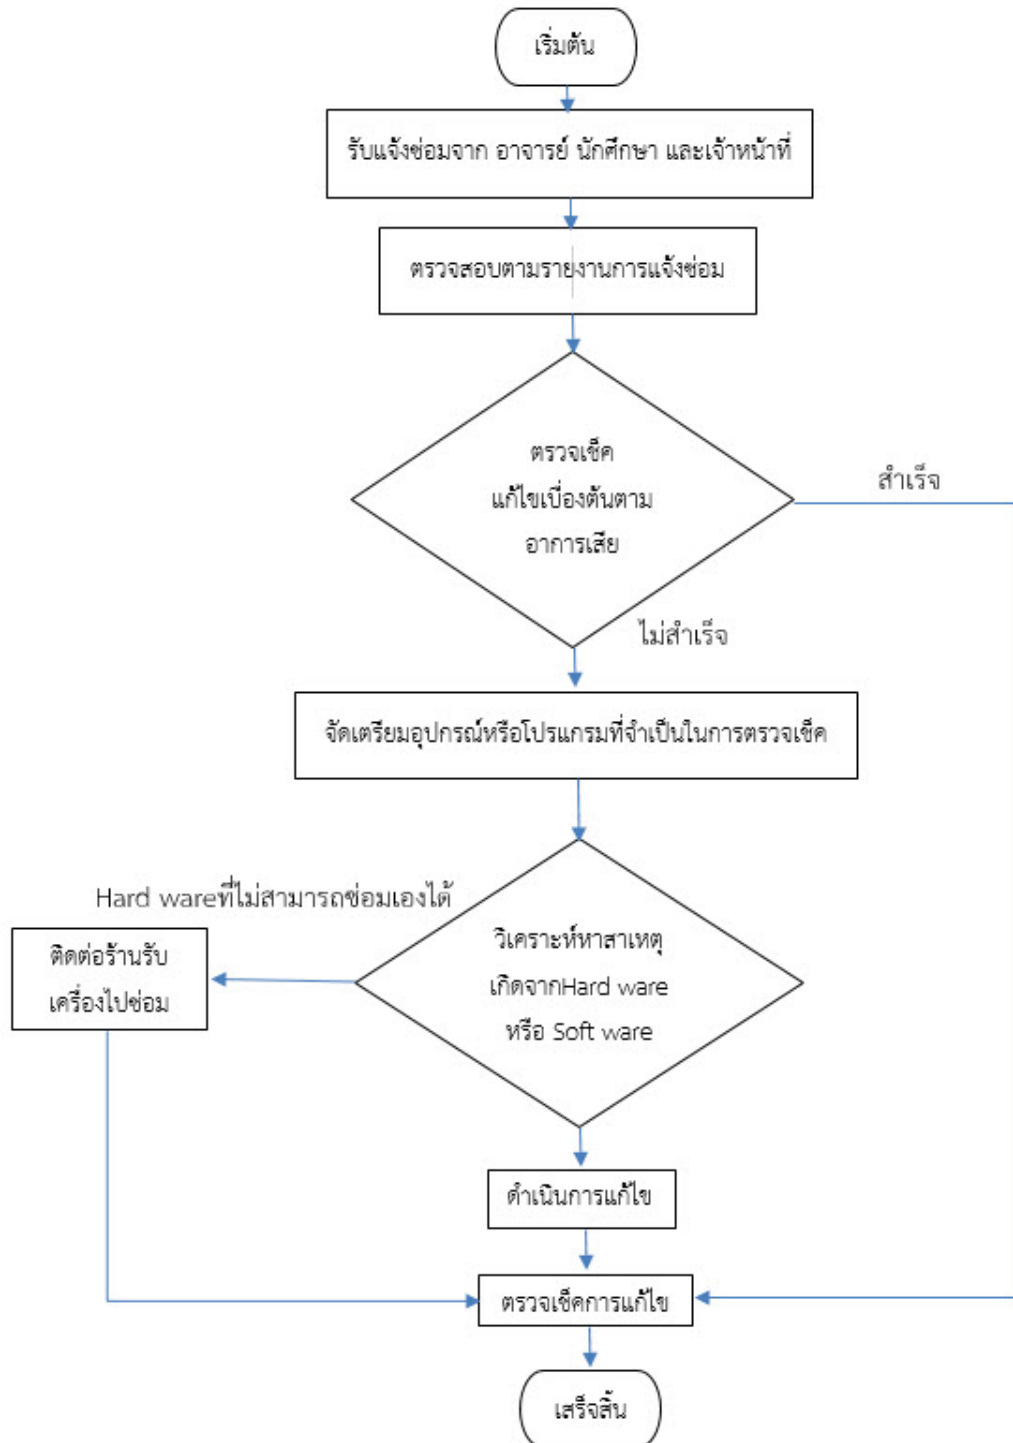 เริ่มต้น
รับแจ้งซ่อมจาก อาจารย์ นักศึกษา และเจ้าหน้าที่
ตรวจสอบตามรายงานการแจ้งซ่อม
ตรวจเช็ค
แก้ไขเบื่องต้นตาม
อาการเสีย
สำเร็จ
ไม่สำเร็จ
จัดเตรียมอุปกรณ์หรือโปรแกรมที่จำเป็นในการตรวจเช็ค
Hard wareที่ไม่สามารถซ่อมเองได้
ติดต่อร้านรับ
เครื่องไปซ่อม
วิเคราะห์หาสาเหตุ
เกิดจากHard ware
หรือ Soft ware
ดำเนินการแก้ไข
ตรวจเช็คการแก้ไข
เสร็จสิ้น